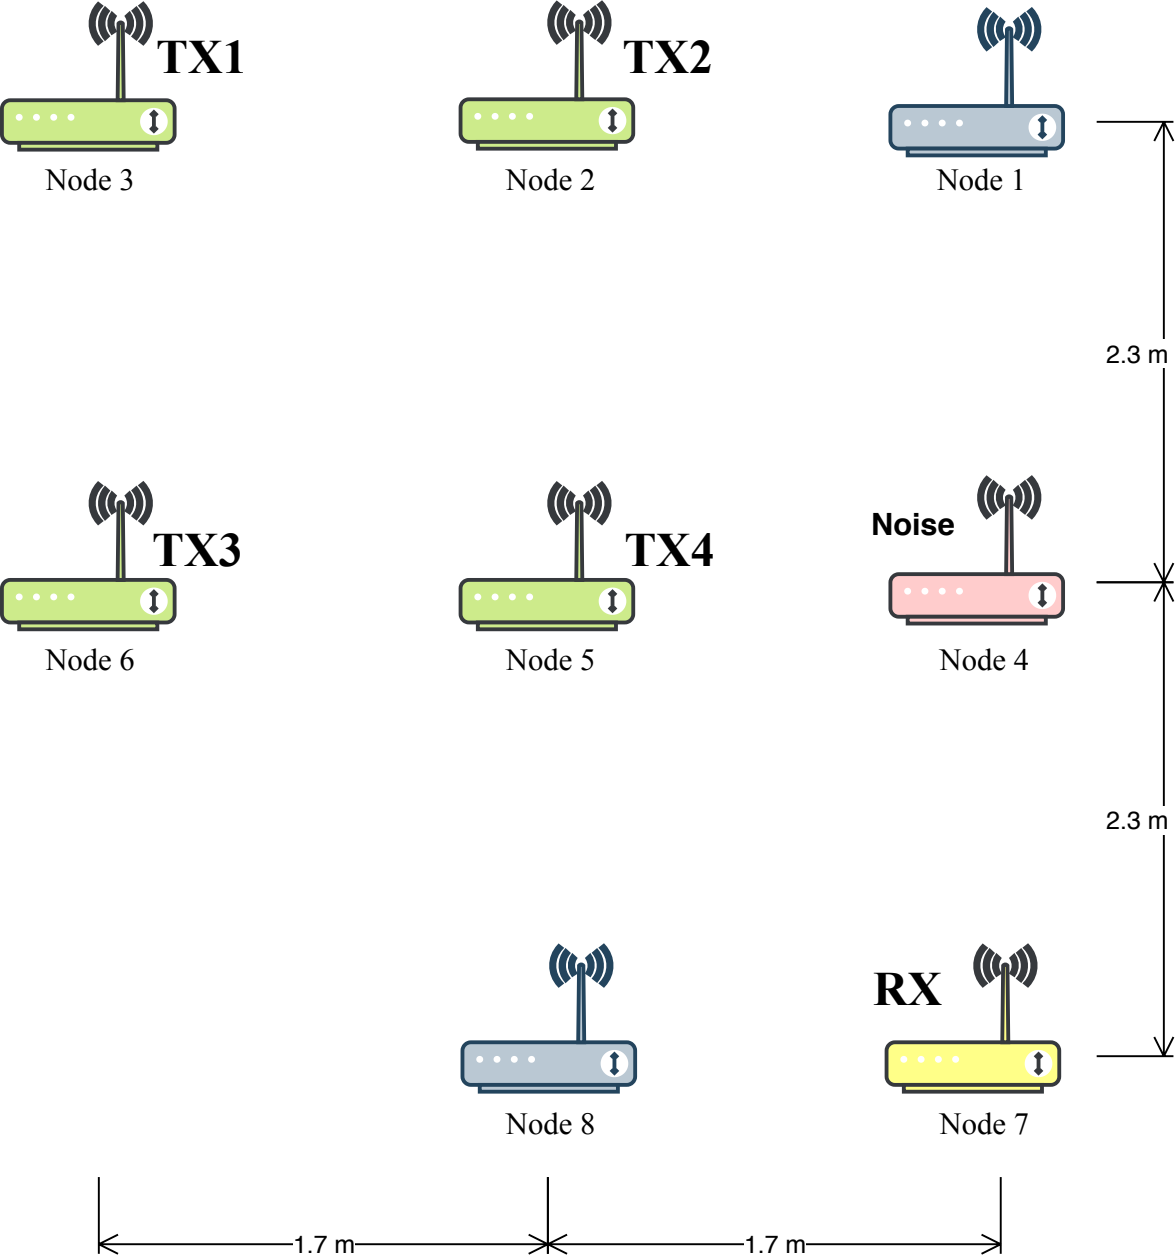 TX1
TX2
Node 3
Node 2
Node 1
2.3 m
Noise
TX3
TX4
Node 6
Node 5
Node 4
2.3 m
RX
Node 8
Node 7
1.7 m
1.7 m